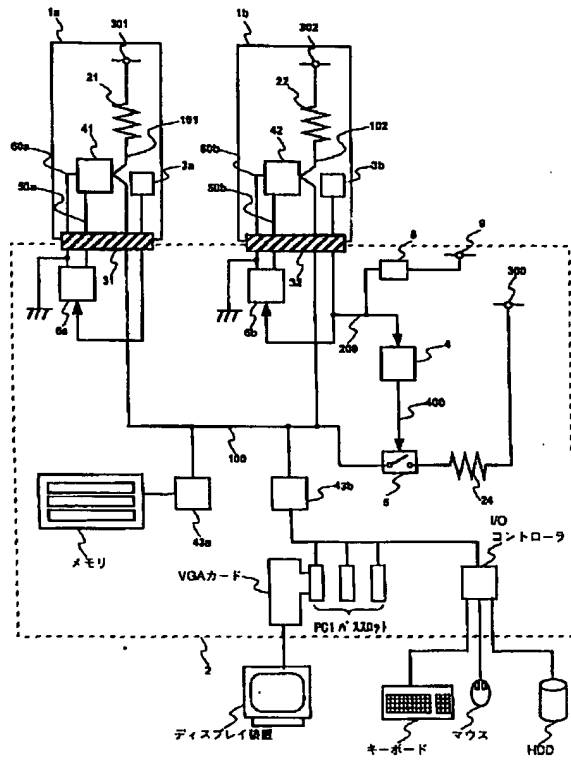 1a
301
1b
302
21
22
41
191
42
102
60a
3a
60b
3b
50a
50b
8
9
31
32
300
6a
6b
209
4
400
100
5
24
43a
43b
メモリ
VGAカード
I/O
コントローラ
PCIバススロット
2
ディスプレイ装置
キーボード
マウス
HDD